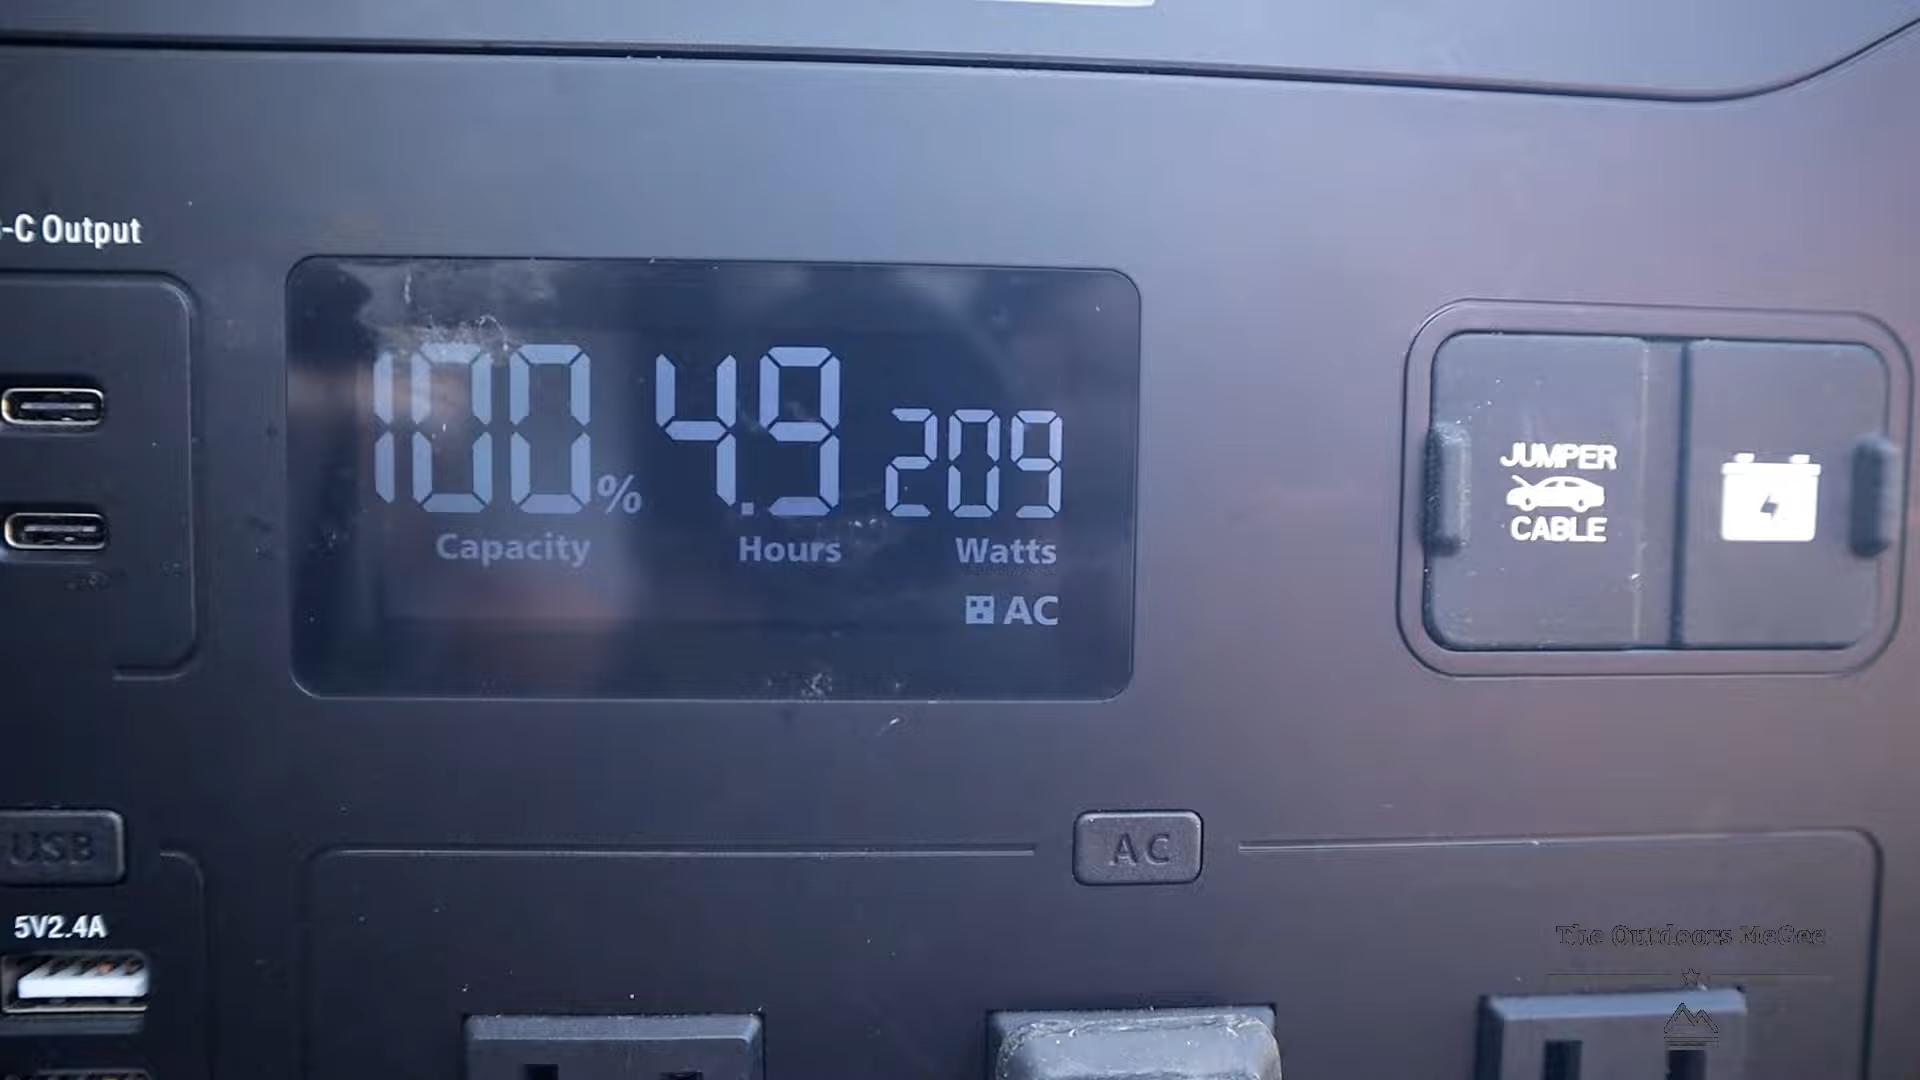 -C Output
100% 4.9 209
Capacity Hours Watts
AC
JUMPER
CABLE
USB
AC
5V2.4A
The Outdoors McGee